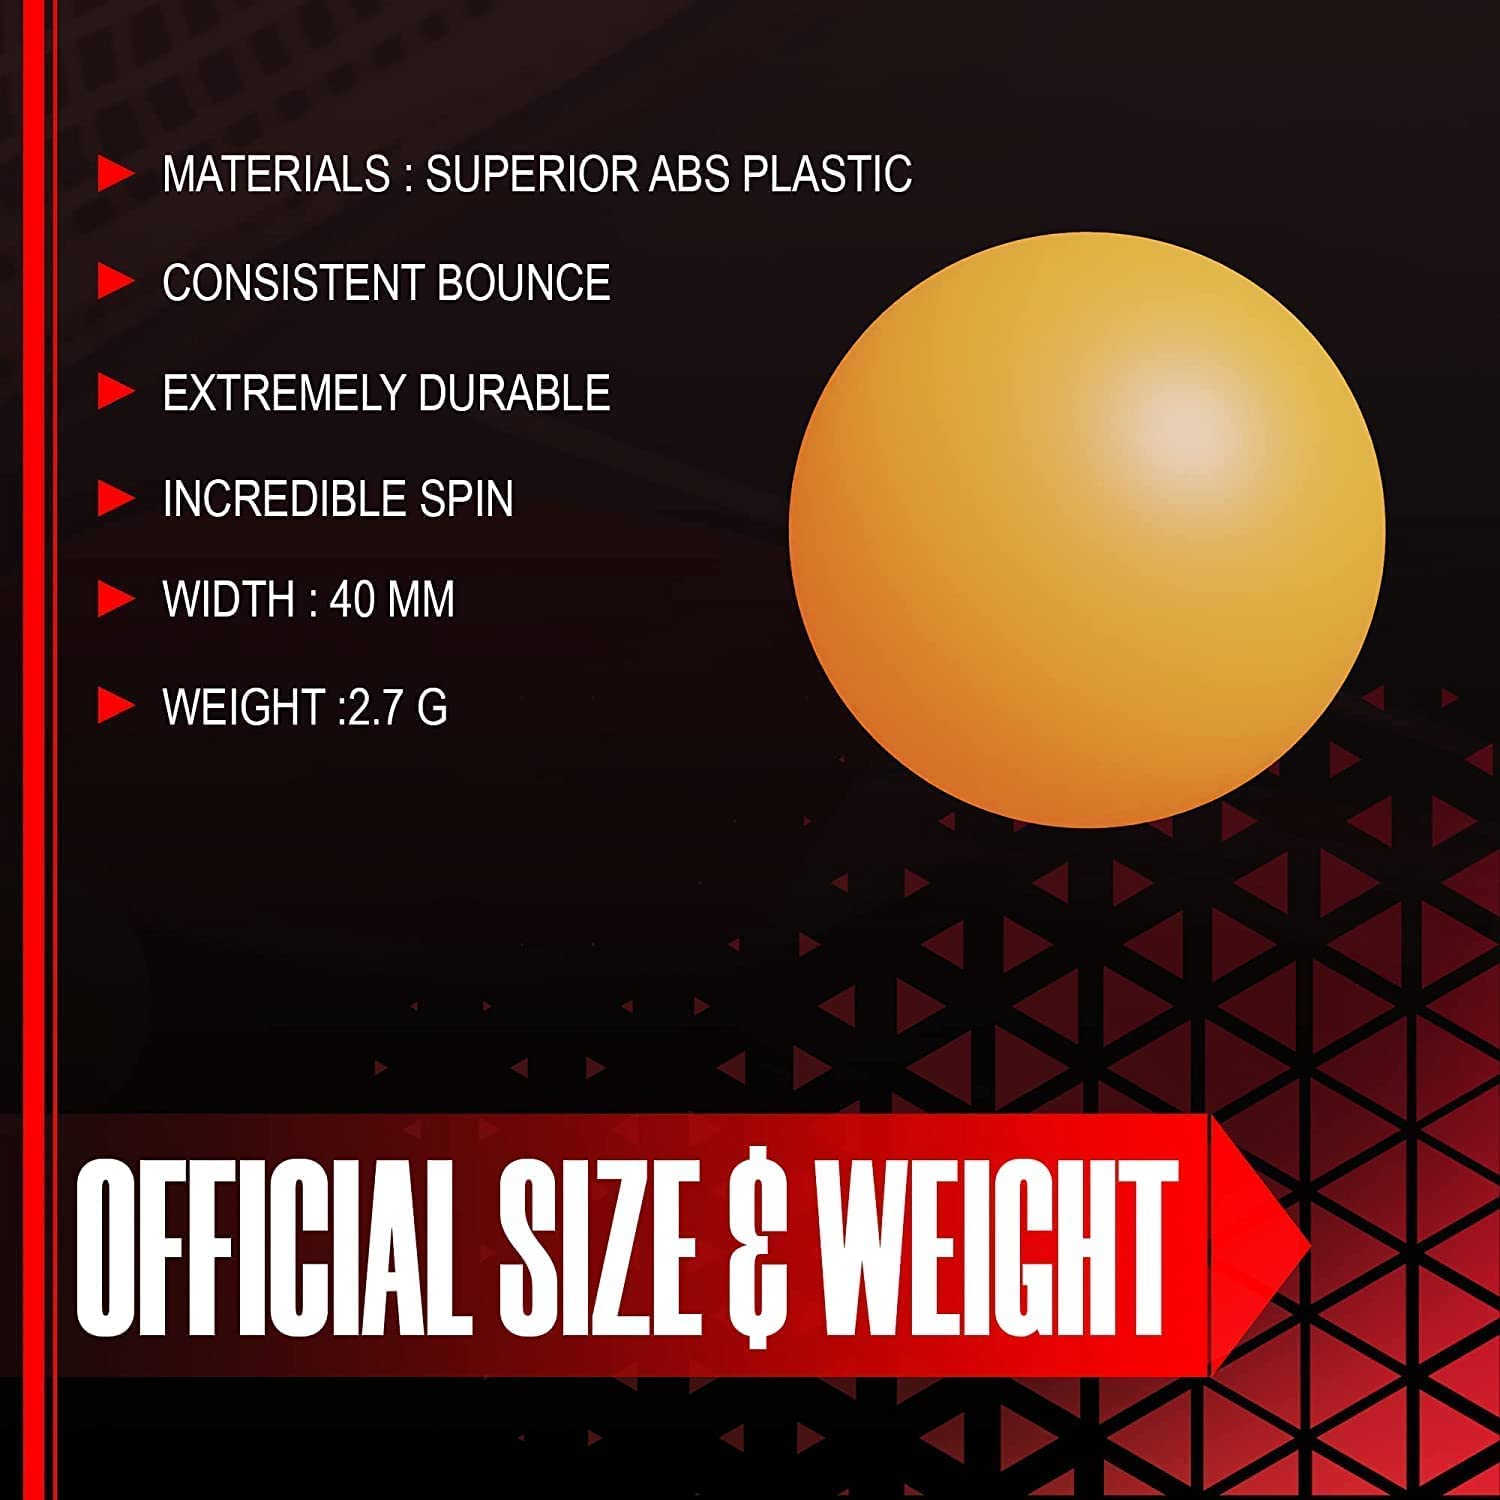 MATERIALS : SUPERIOR ABS PLASTIC
CONSISTENT BOUNCE
EXTREMELY DURABLE
INCREDIBLE SPIN
WIDTH : 40 MM
WEIGHT :2.7 G
OFFICIAL SIZE & WEIGHT